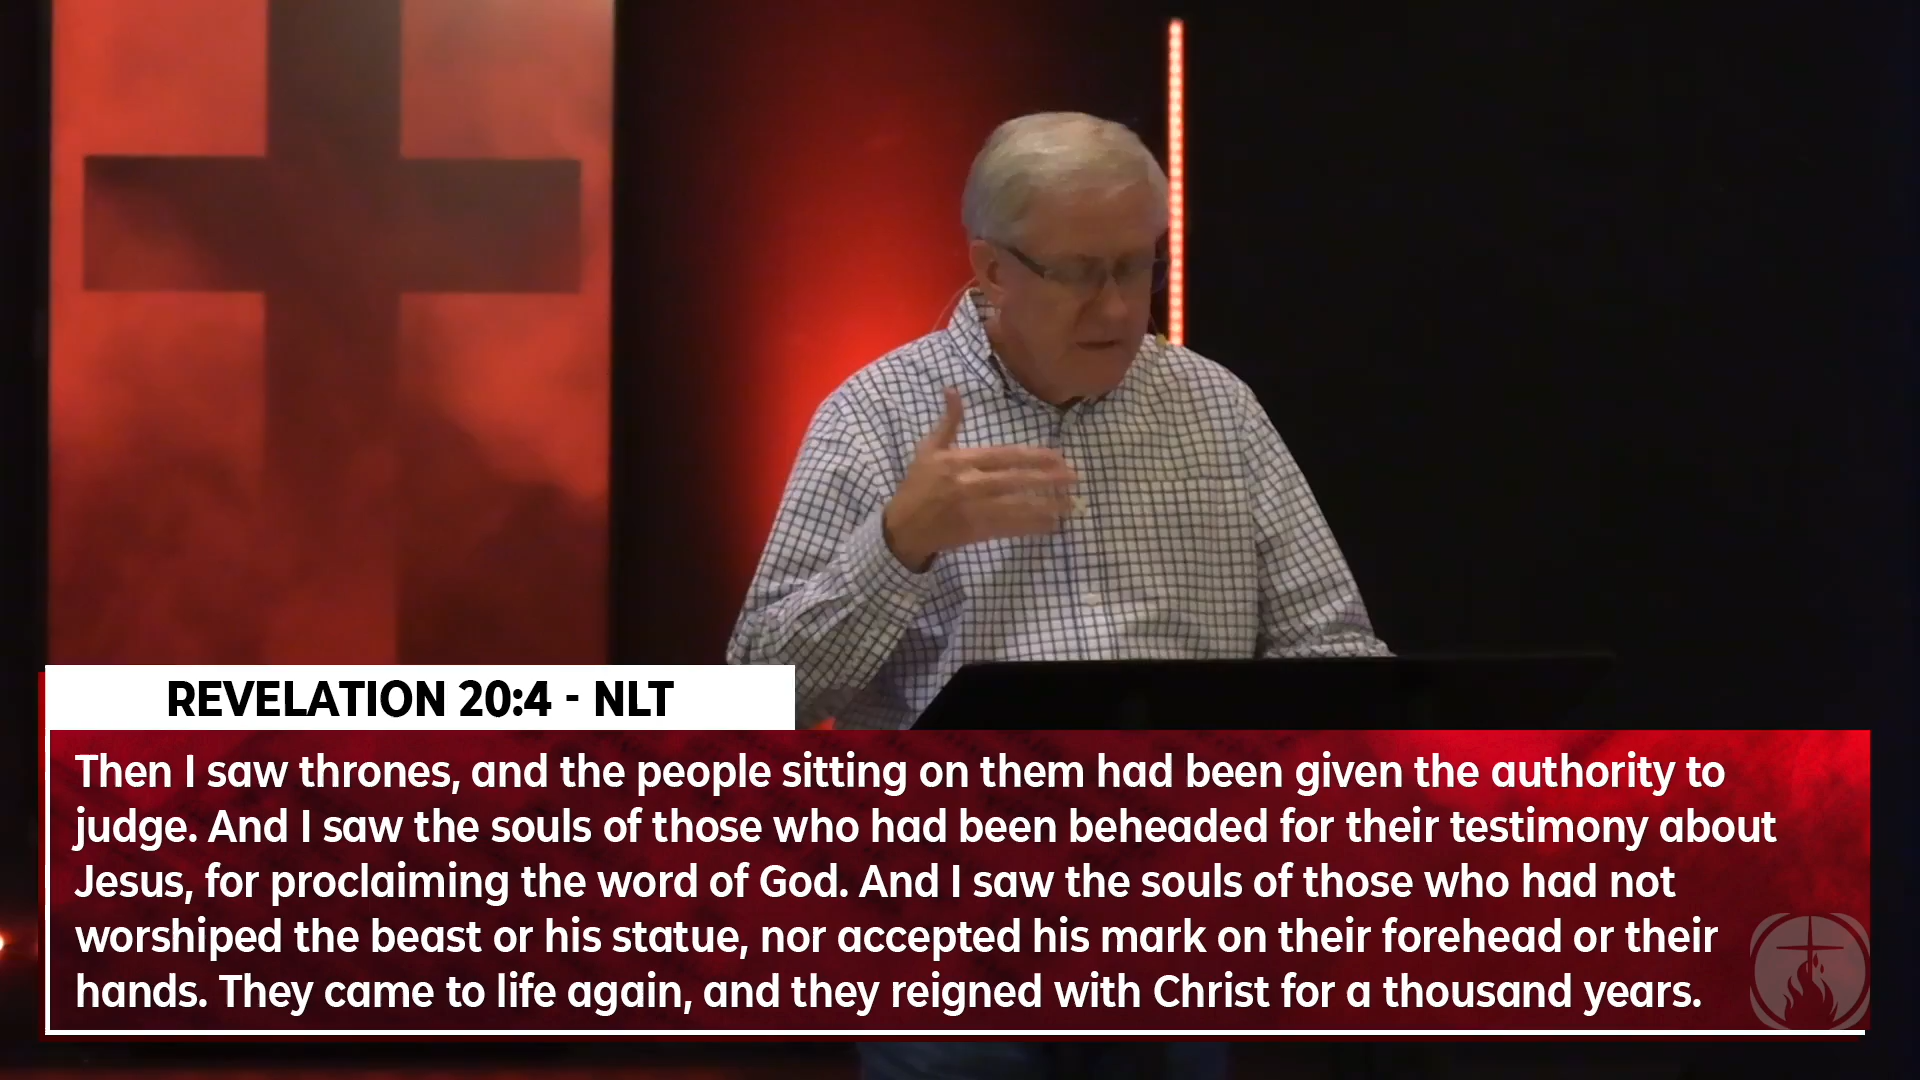 REVELATION 20:4 - NLT
Then I saw thrones, and the people sitting on them had been given the authority to
judge. And I saw the souls of those who had been beheaded for their testimony about
Jesus, for proclaiming the word of God. And I saw the souls of those who had not
worshiped the beast or his statue, nor accepted his mark on their forehead or their
hands. They came to life again, and they reigned with Christ for a thousand years.